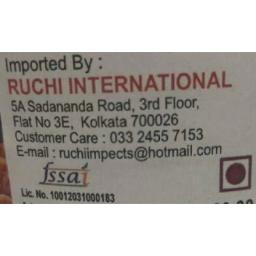 Imported By :
RUCHI INTERNATIONAL
5A Sadananda Road, 3rd Floor,
Flat No 3E, Kolkata 700026
Customer Care : 033 2455 7153
E-mail : ruchiimpects@hotmail.com
fssai
Lic. No. 10012031000183